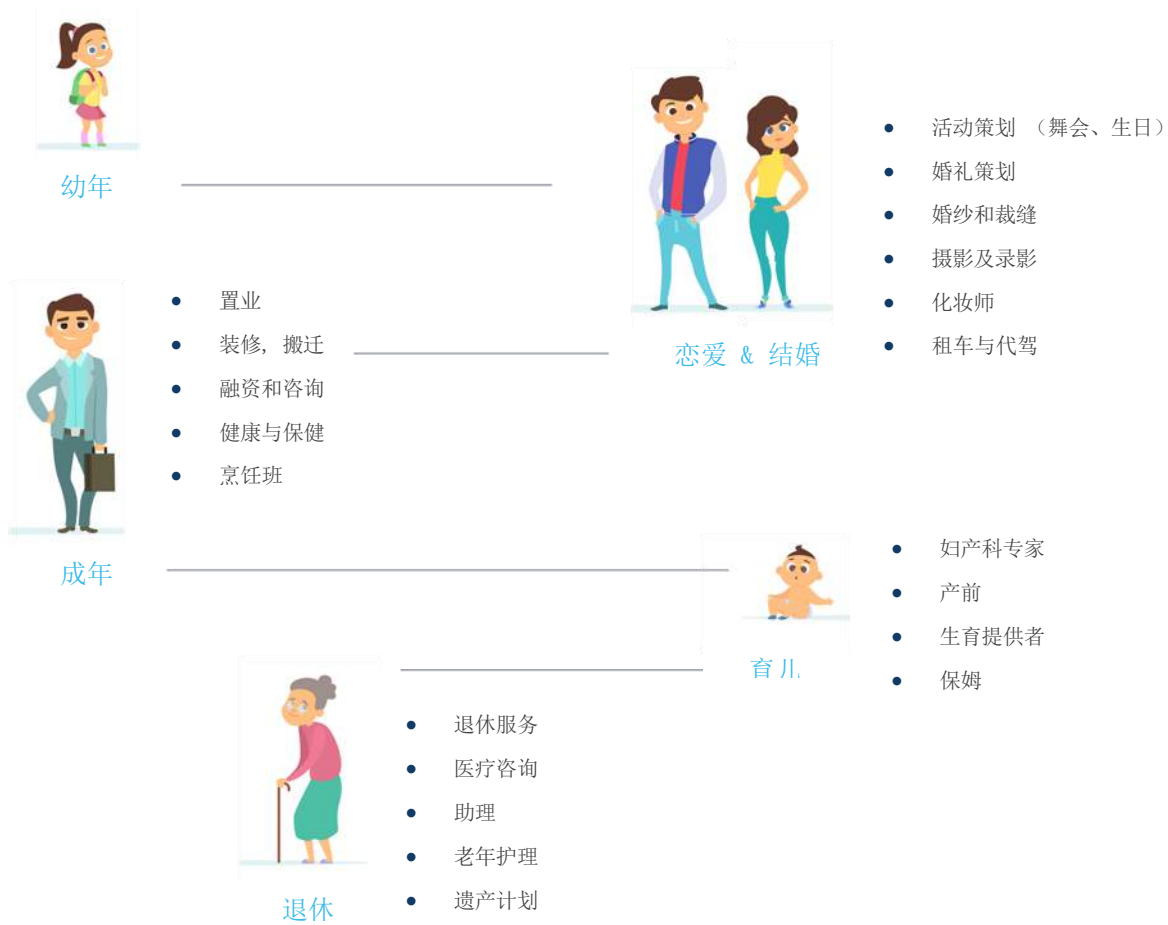 幼年
恋爱 & 结婚
● 活动策划 （舞会、生日）
● 婚礼策划
● 婚纱和裁缝
● 摄影及录影
● 化妆师
● 租车与代驾
成年
● 置业
● 装修, 搬迁
● 融资和咨询
● 健康与保健
● 烹饪班
育儿
● 妇产科专家
● 产前
● 生育提供者
● 保姆
退休
● 退休服务
● 医疗咨询
● 助理
● 老年护理
● 遗产计划